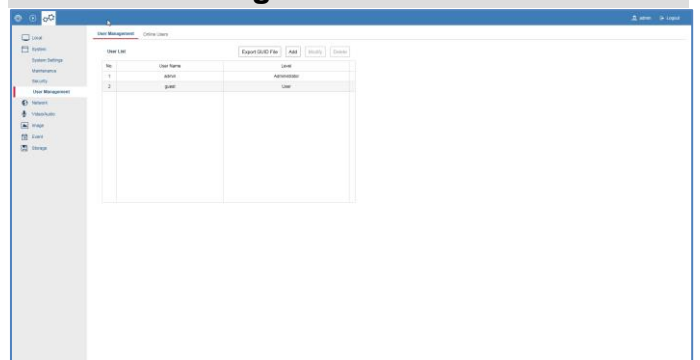 admin Logout
Local
System
System Settings
Maintenance
Security
User Management
Network
Video/Audio
Image
Event
Storage
User Management Online Users
User List Export GUID File Add Modify Delete
No. User Name Level
1 admin Administrator
2 guest User